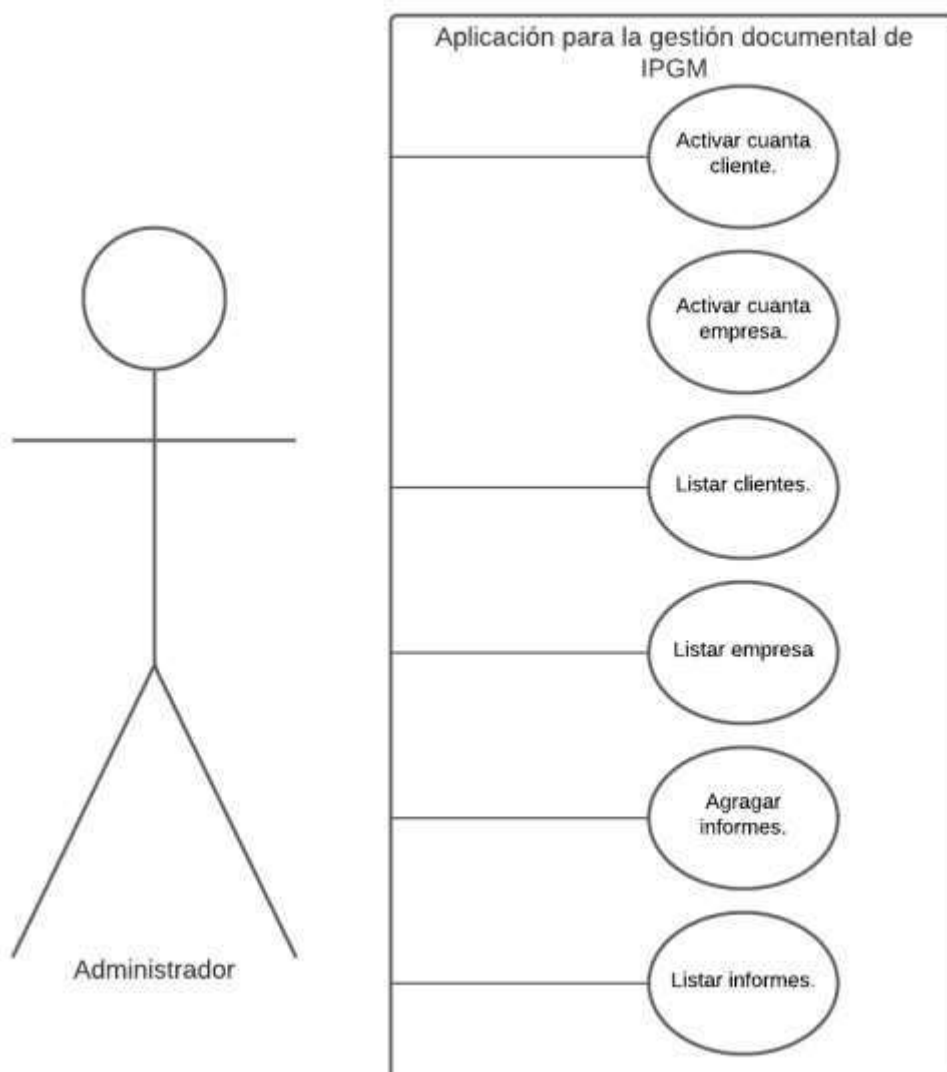 Aplicación para la gestión documental de
IPGM
Activar cuanta
cliente.
Activar cuanta
empresa.
Listar clientes.
Listar empresa
Agragar
informes.
Listar informes.
Administrador